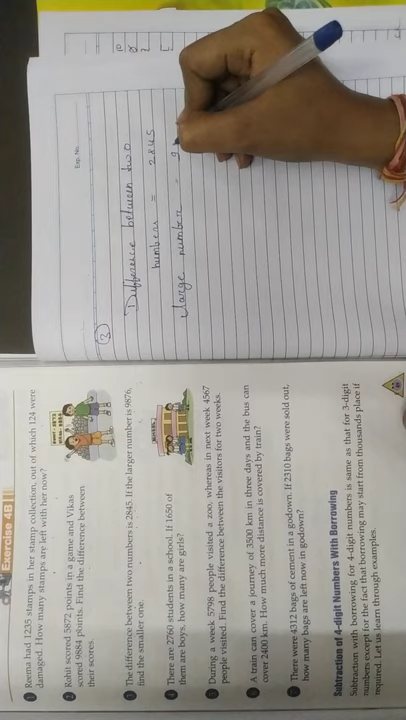 Exercise 4B
1 Reema had 1235 stamps in her stamp collection, out of which 124 were
damaged. How many stamps are left with her now?
2 Rohit scored 5672 points in a game and Vikas
scored 9884 points. Find the difference between
their scores.
3 The difference between two numbers is 2845. If the larger number is 9876,
find the smaller one.
4 There are 2760 students in a school. If 1650 of
them are boys, how many are girls?
SCHOOL
5 During a week 5798 people visited a zoo, whereas in next week 4567
people visited. Find the difference between the visitors for two weeks.
6 A train can cover a journey of 3500 km in three days and the bus can
cover 2400 km. How much more distance is covered by train?
7 There were 4312 bags of cement in a godown. If 2310 bags were sold out,
how many bags are left now in godown?
Subtraction of 4-digit Numbers With Borrowing
Subtraction with borrowing for 4-digit numbers is same as that for 3-digit
numbers except for the fact that borrowing may start from thousands place if
required. Let us learn through examples.
Exp. No.
3
Difference between two
numbers = 2845
large number - 9